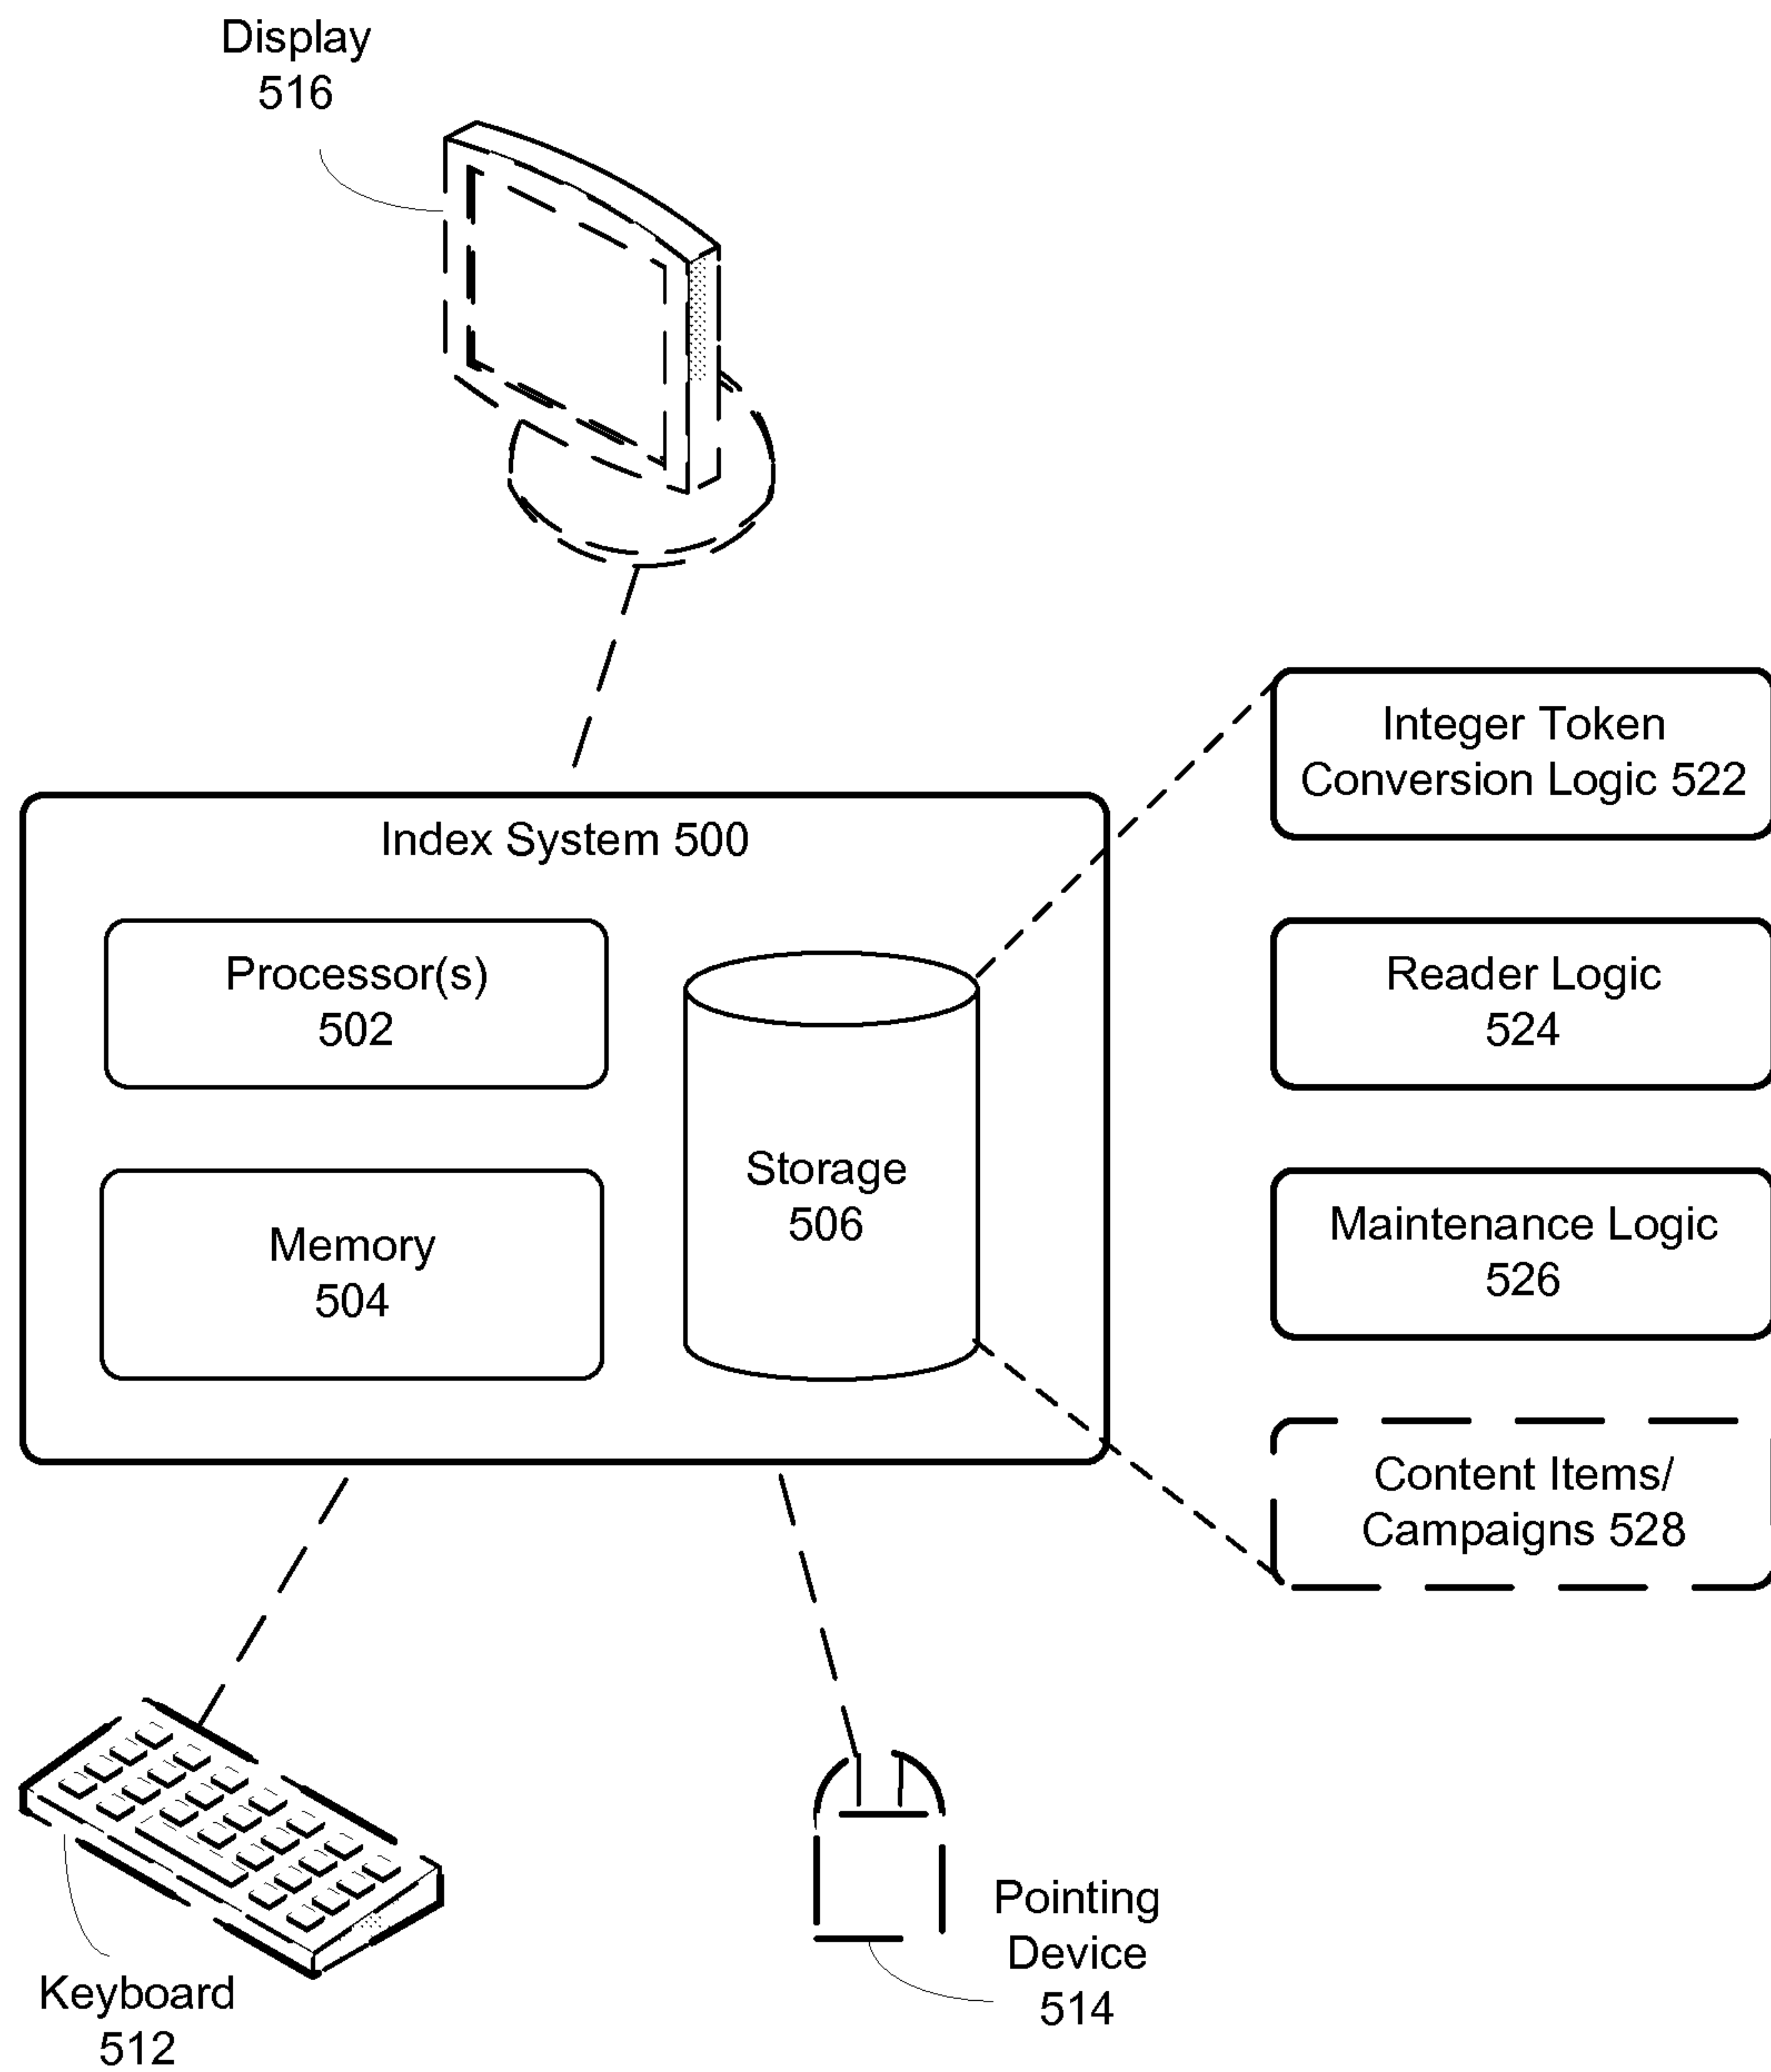 Display
516
Integer Token
Conversion Logic 522
Index System 500
Processor(s)
502
Reader Logic
524
Storage
506
Memory
504
Maintenance Logic
526
Content Items/
Campaigns 528
Pointing
Device
514
Keyboard
512